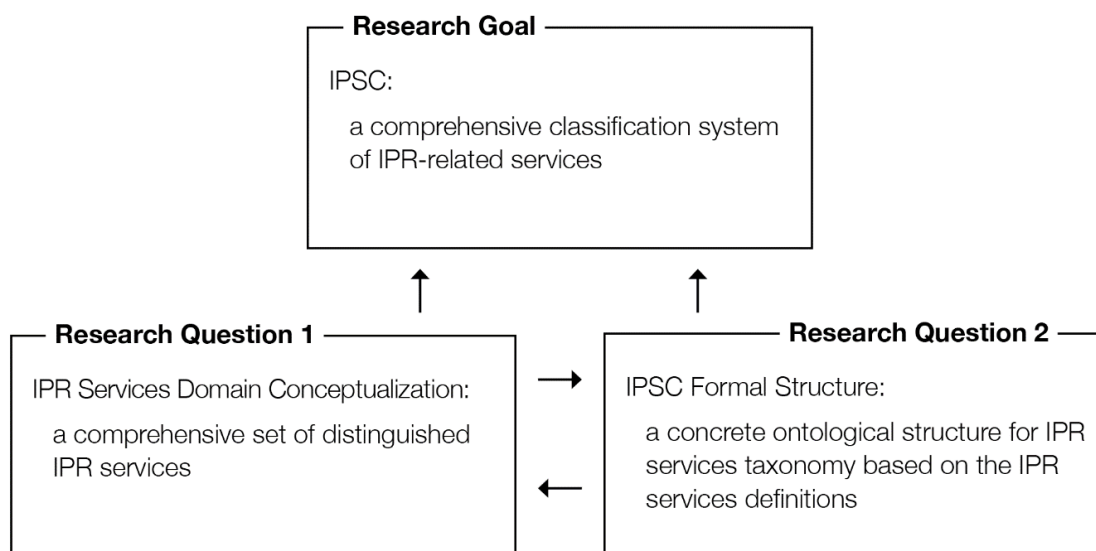 Research Goal
IPSC:
a comprehensive classification system
of IPR-related services
Research Question 1
IPR Services Domain Conceptualization:
a comprehensive set of distinguished
IPR services
Research Question 2
IPSC Formal Structure:
a concrete ontological structure for IPR
services taxonomy based on the IPR
services definitions